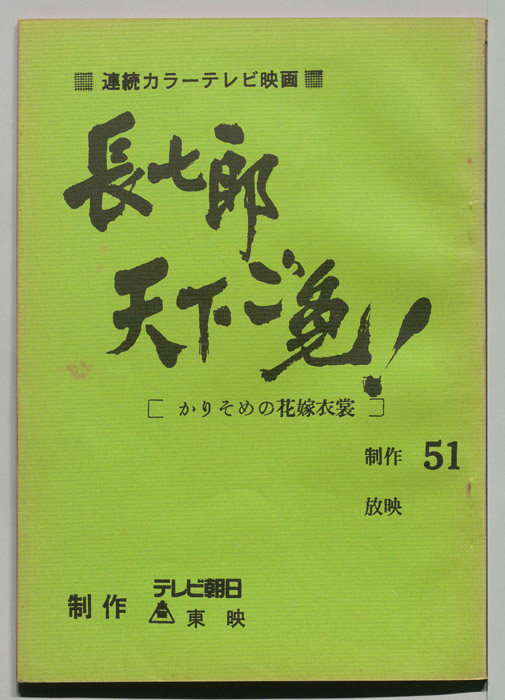 連続カラーテレビ映画
長七郎
天下ご免!
[かりそめの花嫁衣裳]
制作 51
放映
制作 テレビ朝日
東映